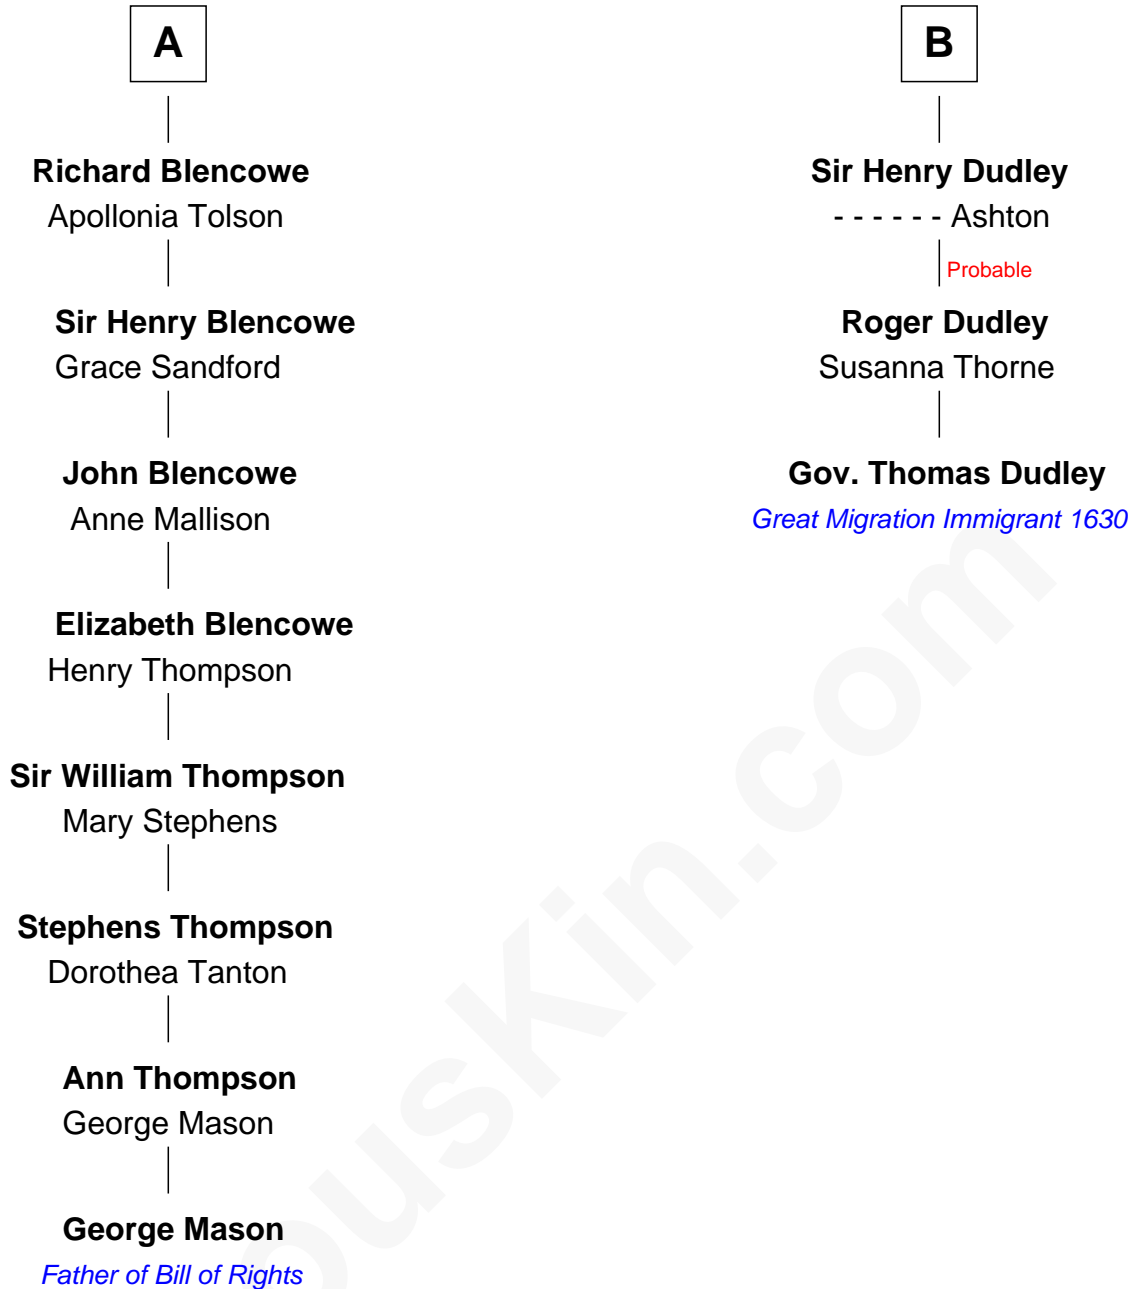 A
Richard Blencowe
Apollonia Tolson
Sir Henry Blencowe
Grace Sandford
John Blencowe
Anne Mallison
Elizabeth Blencowe
Henry Thompson
Sir William Thompson
Mary Stephens
Stephens Thompson
Dorothea Tanton
Ann Thompson
George Mason
George Mason
Father of Bill of Rights
B
Sir Henry Dudley
- - - - - - Ashton
Probable
Roger Dudley
Susanna Thorne
Gov. Thomas Dudley
Great Migration Immigrant 1630
ousKin.com